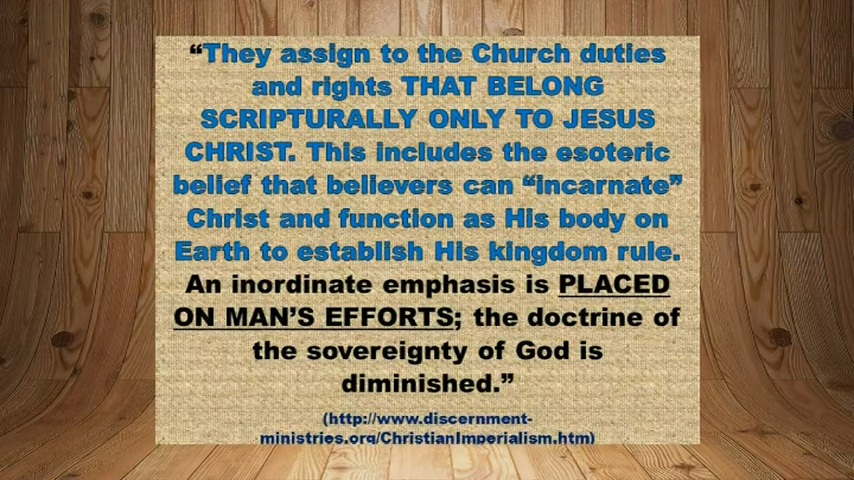 “They assign to the Church duties
and rights THAT BELONG
SCRIPTURALLY ONLY TO JESUS
CHRIST. This includes the esoteric
belief that believers can “incarnate”
Christ and function as His body on
Earth to establish His kingdom rule.
An inordinate emphasis is PLACED
ON MAN’S EFFORTS; the doctrine of
the sovereignty of God is
diminished.”
(http://www.discernment-
ministries.org/ChristianImperialism.htm)